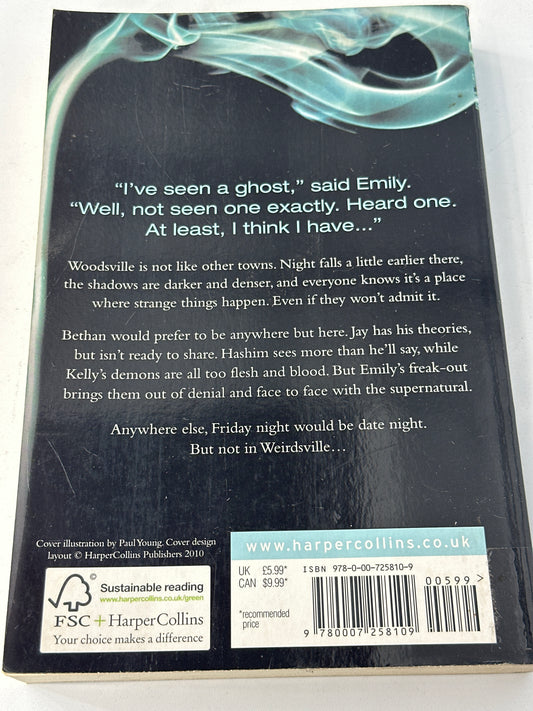 “I’ve seen a ghost,” said Emily.
“Well, not seen one exactly. Heard one.
At least, I think I have…”
Woodsville is not like other towns. Night falls a little earlier there,
the shadows are darker and denser, and everyone knows it’s a place
where strange things happen. Even if they won’t admit it.
Bethan would prefer to be anywhere but here. Jay has his theories,
but isn’t ready to share. Hashim sees more than he’ll say, while
Kelly’s demons are all too flesh and blood. But Emily’s freak-out
brings them out of denial and face to face with the supernatural.
Anywhere else, Friday night would be date night.
But not in Weirdsville…
Cover illustration by Paul Young. Cover design
layout © HarperCollins Publishers 2010
Sustainable reading
www.harpercollins.co.uk/green
FSC + HarperCollins
Your choice makes a difference
www.harpercollins.co.uk
UK £5.99*
CAN $9.99*
*recommended
price
ISBN 978-0-00-725810-9
00599 >
9 780007 258109